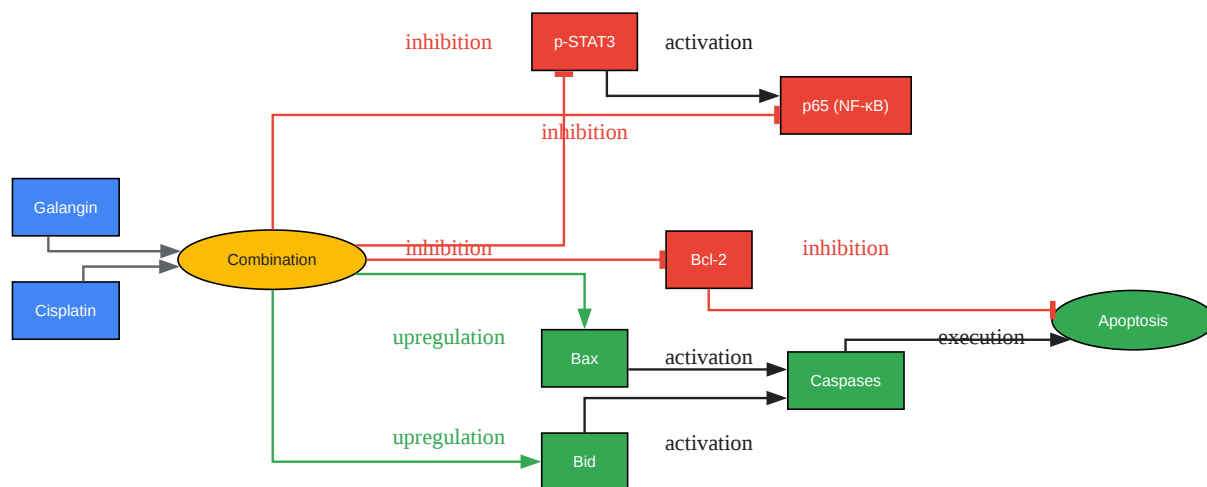 inhibition
p-STAT3
activation
p65 (NF-κB)
inhibition
Galangin
Combination
inhibition
Bcl-2
inhibition
Cisplatin
Apoptosis
upregulation
Bax
activation
execution
Caspases
upregulation
activation
Bid